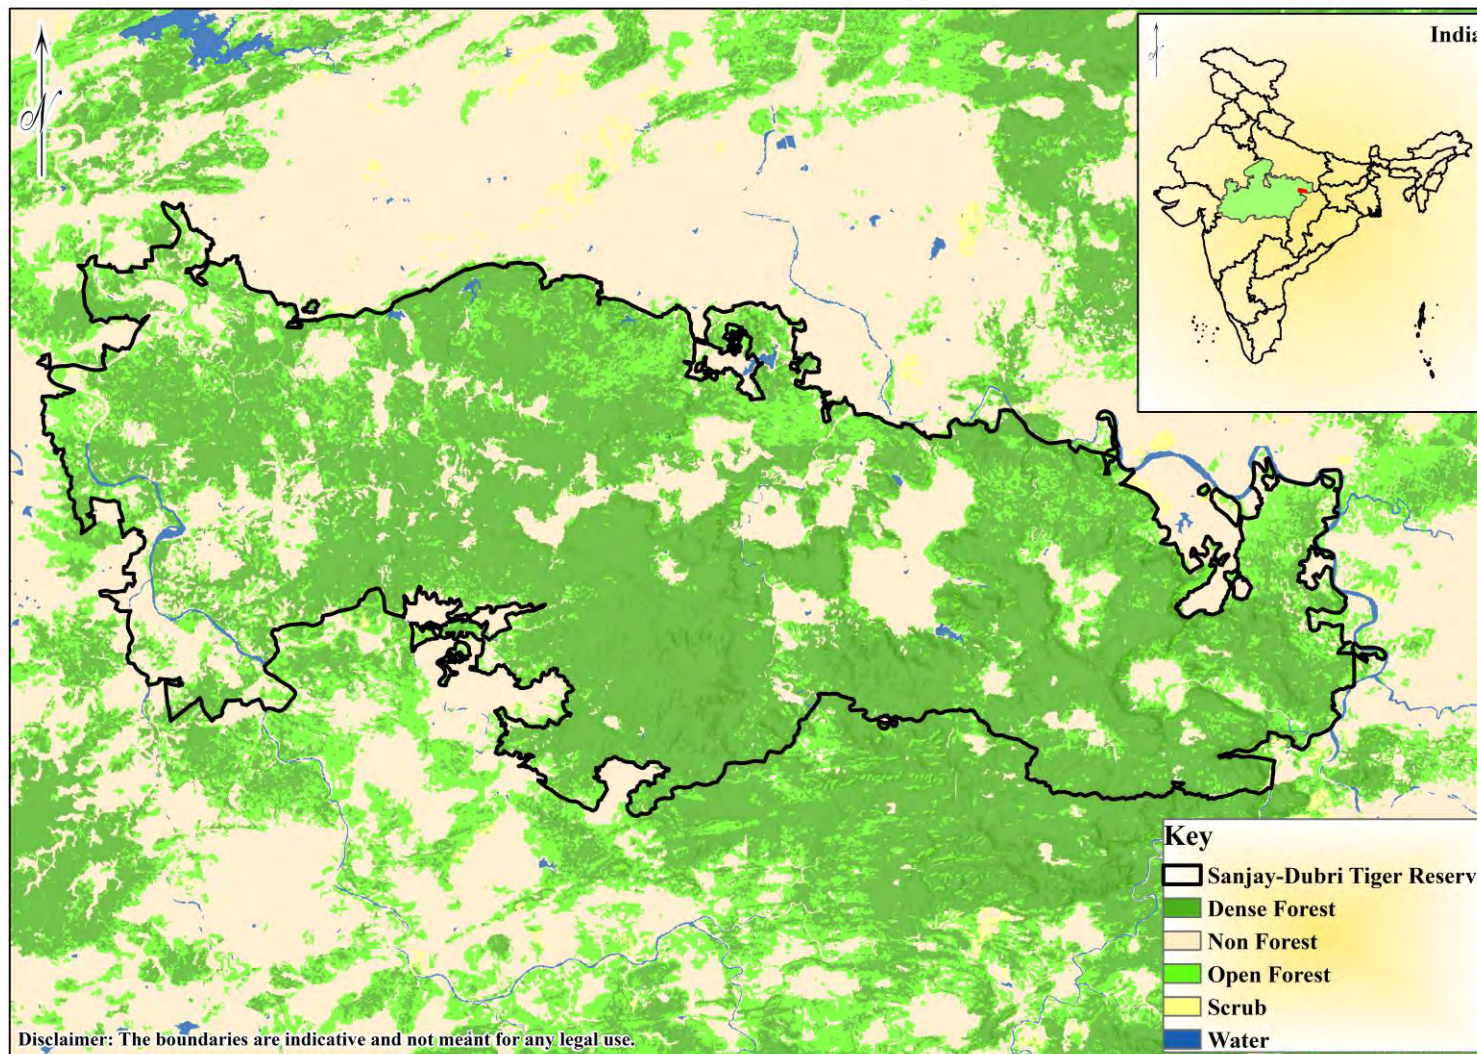 India
Key
Sanjay-Dubri Tiger Reserv
Dense Forest
Non Forest
Open Forest
Scrub
Water
Disclaimer: The boundaries are indicative and not meant for any legal use.